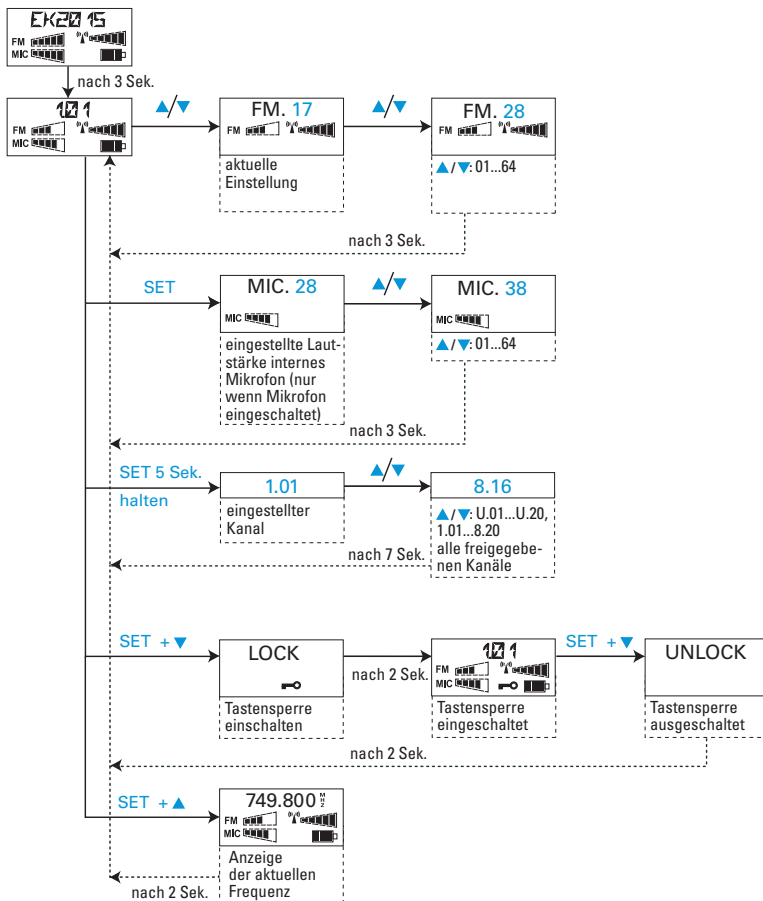 EK2015
FM
MIC
nach 3 Sek.
1.01
FM
MIC
▲/▼
FM. 17
FM
aktuelle
Einstellung
▲/▼
FM. 28
FM
▲/▼: 01...64
nach 3 Sek.
SET
MIC. 28
MIC
eingestellte Laut-
stärke internes
Mikrofon (nur
wenn Mikrofon
eingeschaltet)
▲/▼
MIC. 38
MIC
▲/▼: 01...64
nach 3 Sek.
SET 5 Sek.
halten
1.01
eingestellter
Kanal
▲/▼
8.16
▲/▼: U.01...U.20,
1.01...8.20
alle freigegebe-
nen Kanäle
nach 7 Sek.
SET + ▼
LOCK
Tastensperre
einschalten
nach 2 Sek.
1.01
FM
MIC
Tastensperre
eingeschaltet
SET + ▼
UNLOCK
Tastensperre
ausgeschaltet
nach 2 Sek.
SET + ▲
749.800 MHZ
FM
MIC
Anzeige
der aktuellen
Frequenz
nach 2 Sek.